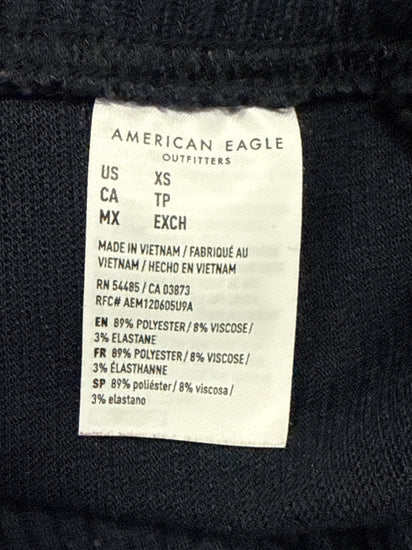 AMERICAN EAGLE
OUTFITTERS
US XS
CA TP
MX EXCH
MADE IN VIETNAM / FABRIQUÉ AU
VIETNAM / HECHO EN VIETNAM
RN 54485 / CA 03873
RFC# AEM120605U9A
EN 89% POLYESTER / 8% VISCOSE /
3% ELASTANE
FR 89% POLYESTER / 8% VISCOSE /
3% ÉLASTHANNE
SP 89% poliéster / 8% viscosa /
3% elastano